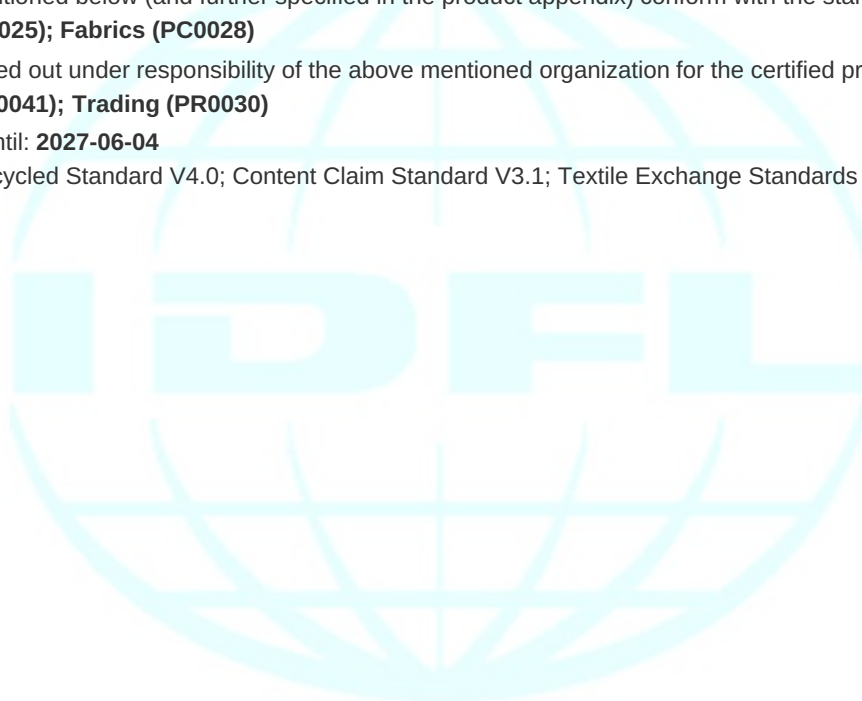 tioned below (and further specified in the product appendix) conform with the stan
025); Fabrics (PC0028)
ed out under responsibility of the above mentioned organization for the certified pr
0041); Trading (PR0030)
ntil: 2027-06-04
cycled Standard V4.0; Content Claim Standard V3.1; Textile Exchange Standards
IDFL